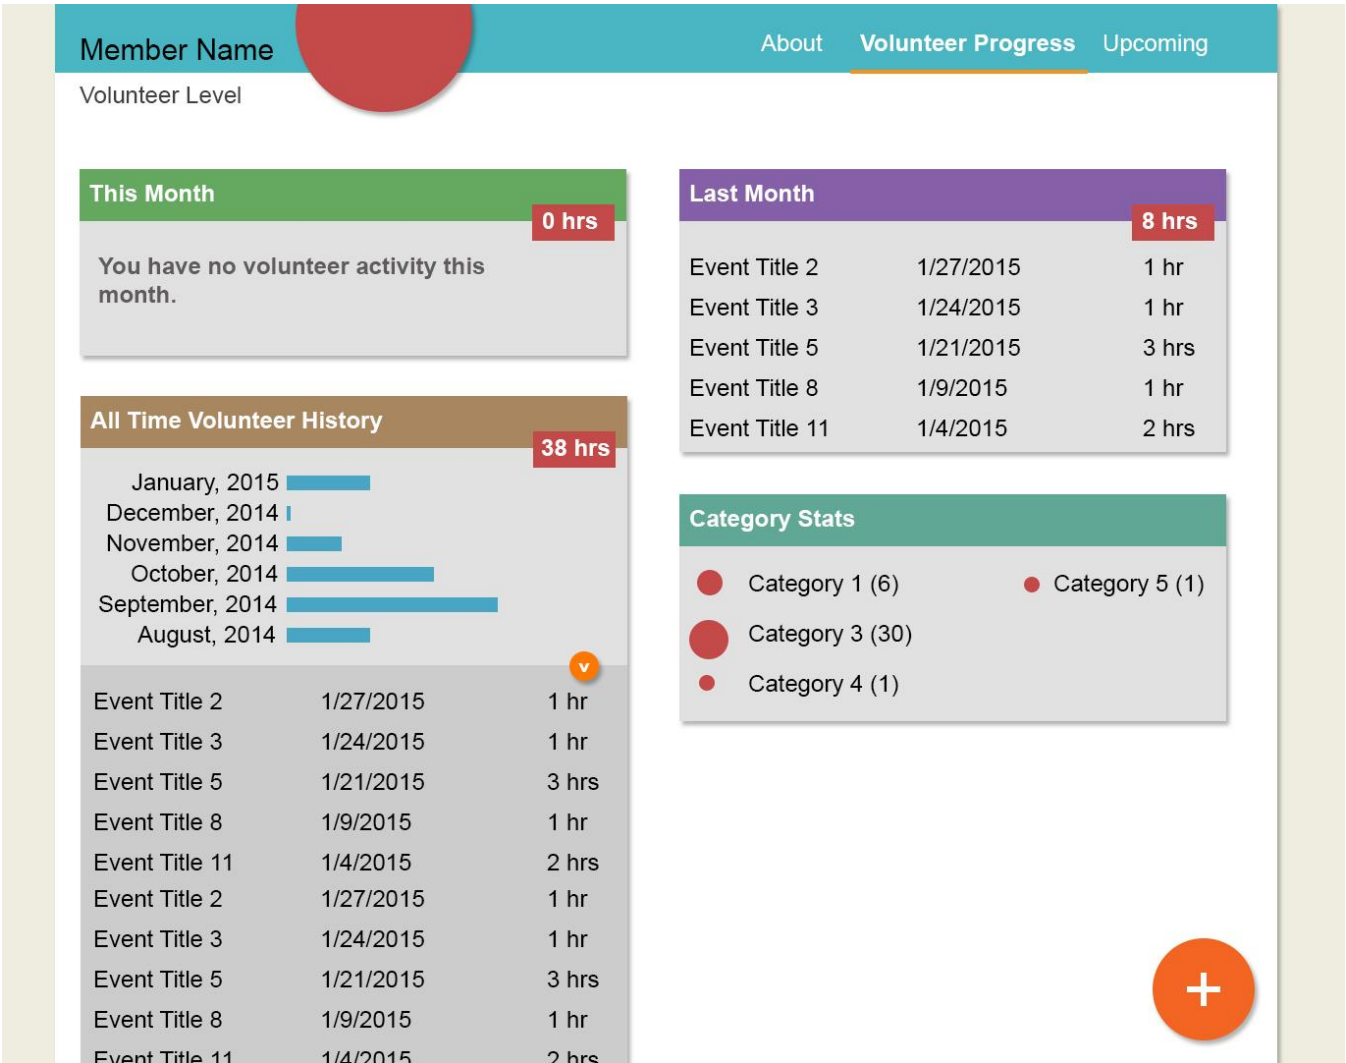 Member Name
About Volunteer Progress Upcoming
Volunteer Level
This Month
0 hrs
You have no volunteer activity this
month.
Last Month
8 hrs
Event Title 2 1/27/2015 1 hr
Event Title 3 1/24/2015 1 hr
Event Title 5 1/21/2015 3 hrs
Event Title 8 1/9/2015 1 hr
Event Title 11 1/4/2015 2 hrs
All Time Volunteer History
38 hrs
January, 2015
December, 2014
November, 2014
October, 2014
September, 2014
August, 2014
v
Event Title 2 1/27/2015 1 hr
Event Title 3 1/24/2015 1 hr
Event Title 5 1/21/2015 3 hrs
Event Title 8 1/9/2015 1 hr
Event Title 11 1/4/2015 2 hrs
Event Title 2 1/27/2015 1 hr
Event Title 3 1/24/2015 1 hr
Event Title 5 1/21/2015 3 hrs
Event Title 8 1/9/2015 1 hr
Event Title 11 1/4/2015 2 hrs
Category Stats
Category 1 (6) Category 5 (1)
Category 3 (30)
Category 4 (1)
+